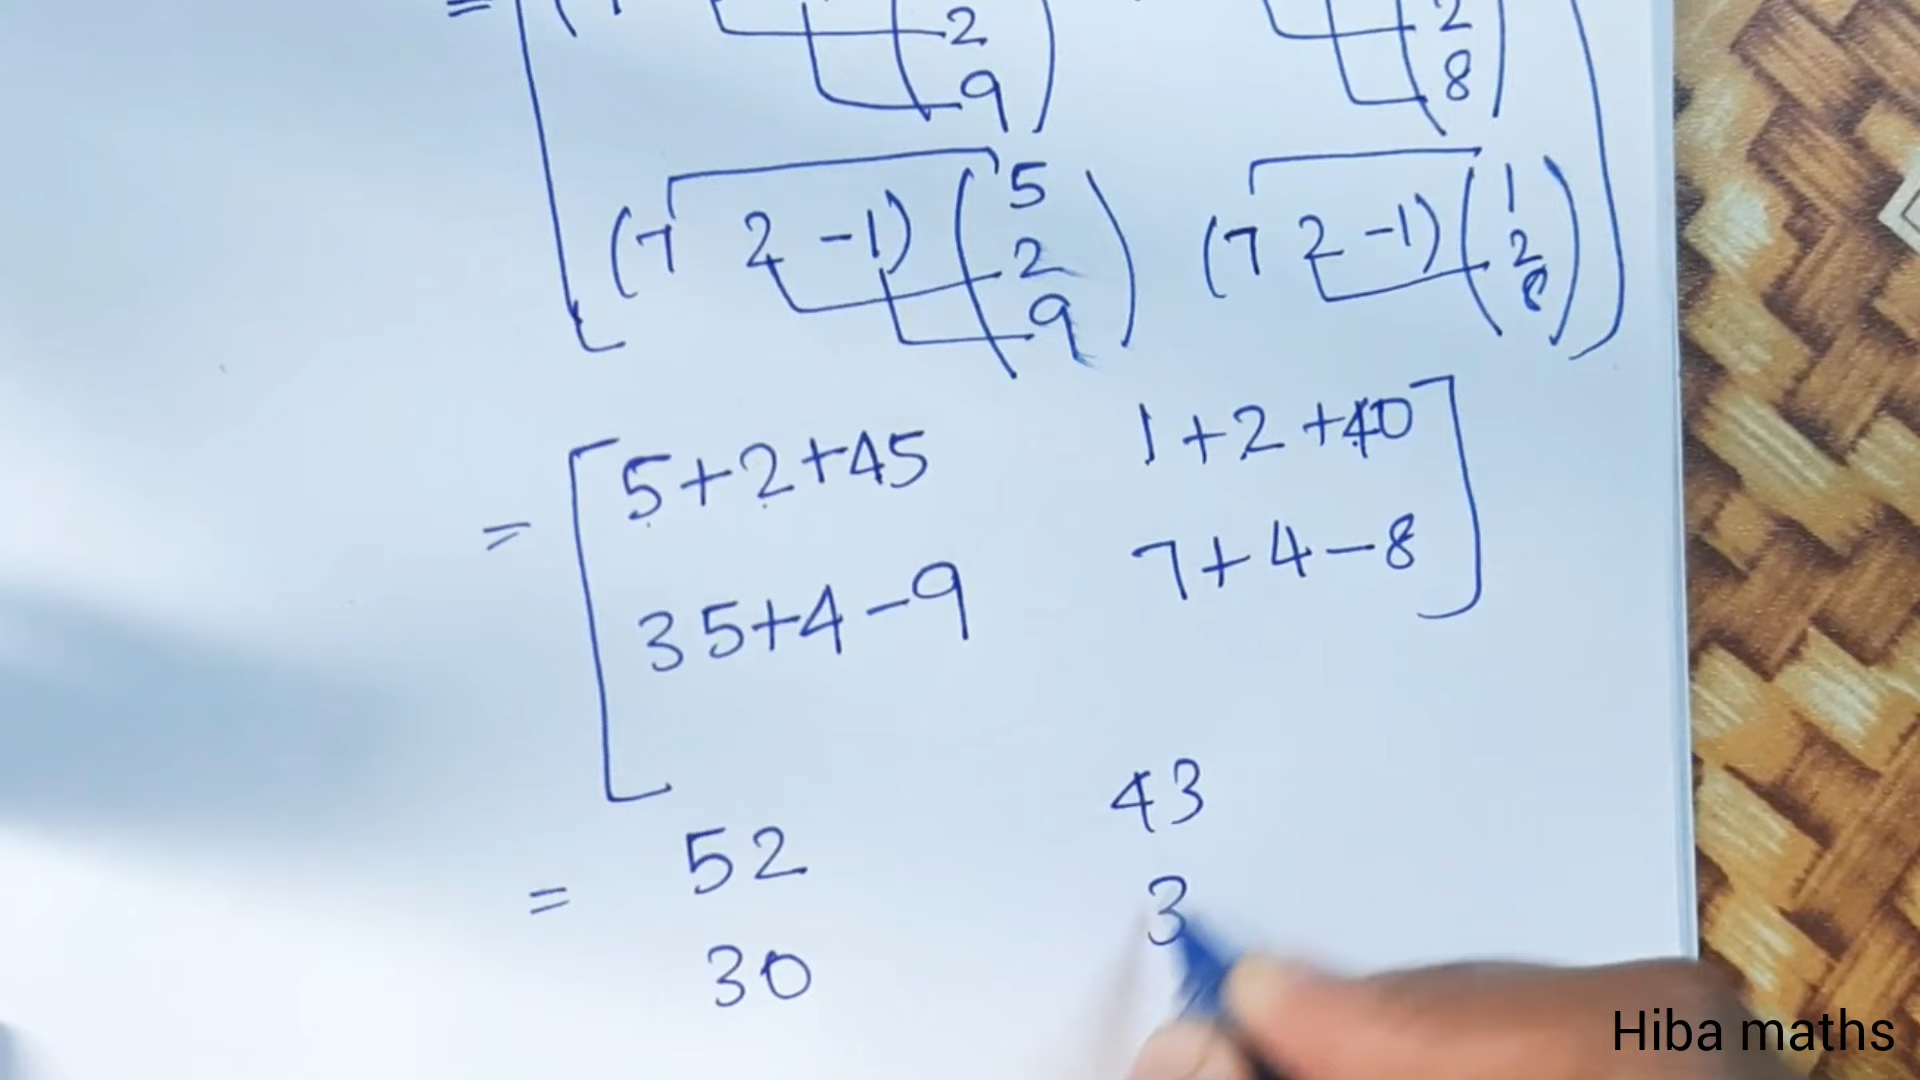 = 2 2
9 8
(7 2 -1) (5 (7 2 -1) (1
2 2
9) 8)
= [5+2+45 1+2+40]
35+4-9 7+4-8
43
= 52
3
30
Hiba maths